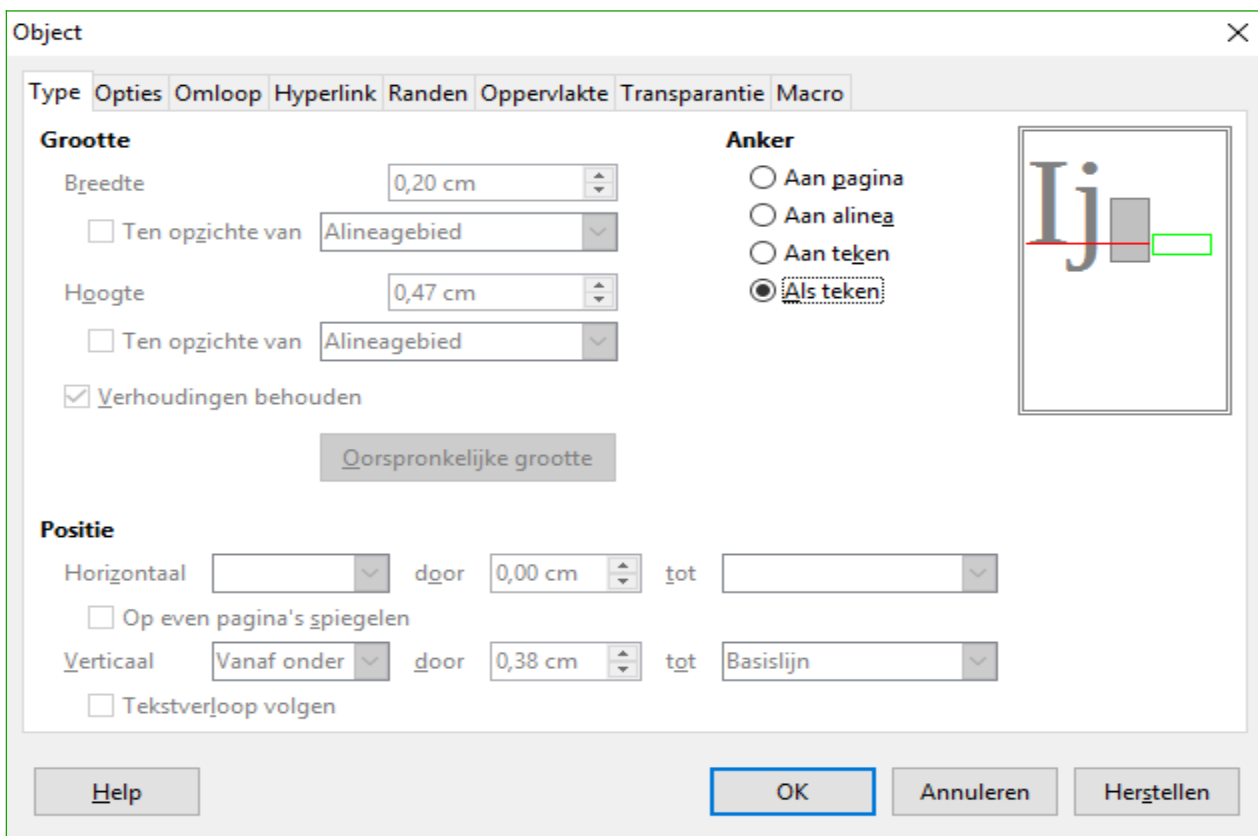 Object
Type Opties Omloop Hyperlink Randen Oppervlakte Transparantie Macro
Grootte
Breedte 0,20 cm
Ten opzichte van Alineagebied
Hoogte 0,47 cm
Ten opzichte van Alineagebied
Verhoudingen behouden
Oorspronkelijke grootte
Anker
Aan pagina
Aan alinea
Aan teken
Als teken
Ij
Positie
Horizontaal door 0,00 cm tot
Op even pagina's spiegelen
Verticaal Vanaf onder door 0,38 cm tot Basislijn
Tekstverloop volgen
Help OK Annuleren Herstellen